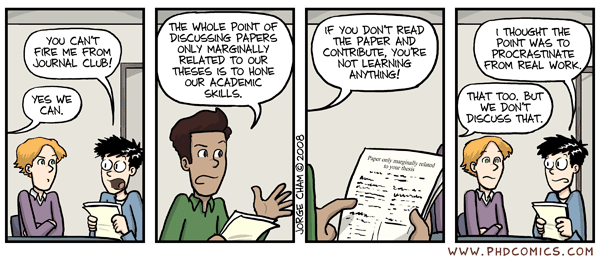 YOU CAN'T
FIRE ME FROM
JOURNAL CLUB!
YES WE
CAN.
THE WHOLE POINT OF
DISCUSSING PAPERS
ONLY MARGINALLY
RELATED TO OUR
THESES IS TO HONE
OUR ACADEMIC
SKILLS.
JORGE CHAM © 2008
IF YOU DON'T READ
THE PAPER AND
CONTRIBUTE, YOU'RE
NOT LEARNING
ANYTHING!
Paper only marginally related
to your thesis
I THOUGHT THE
POINT WAS TO
PROCRASTINATE
FROM REAL WORK.
THAT TOO. BUT
WE DON'T
DISCUSS THAT.
WWW.PHDCOMICS.COM